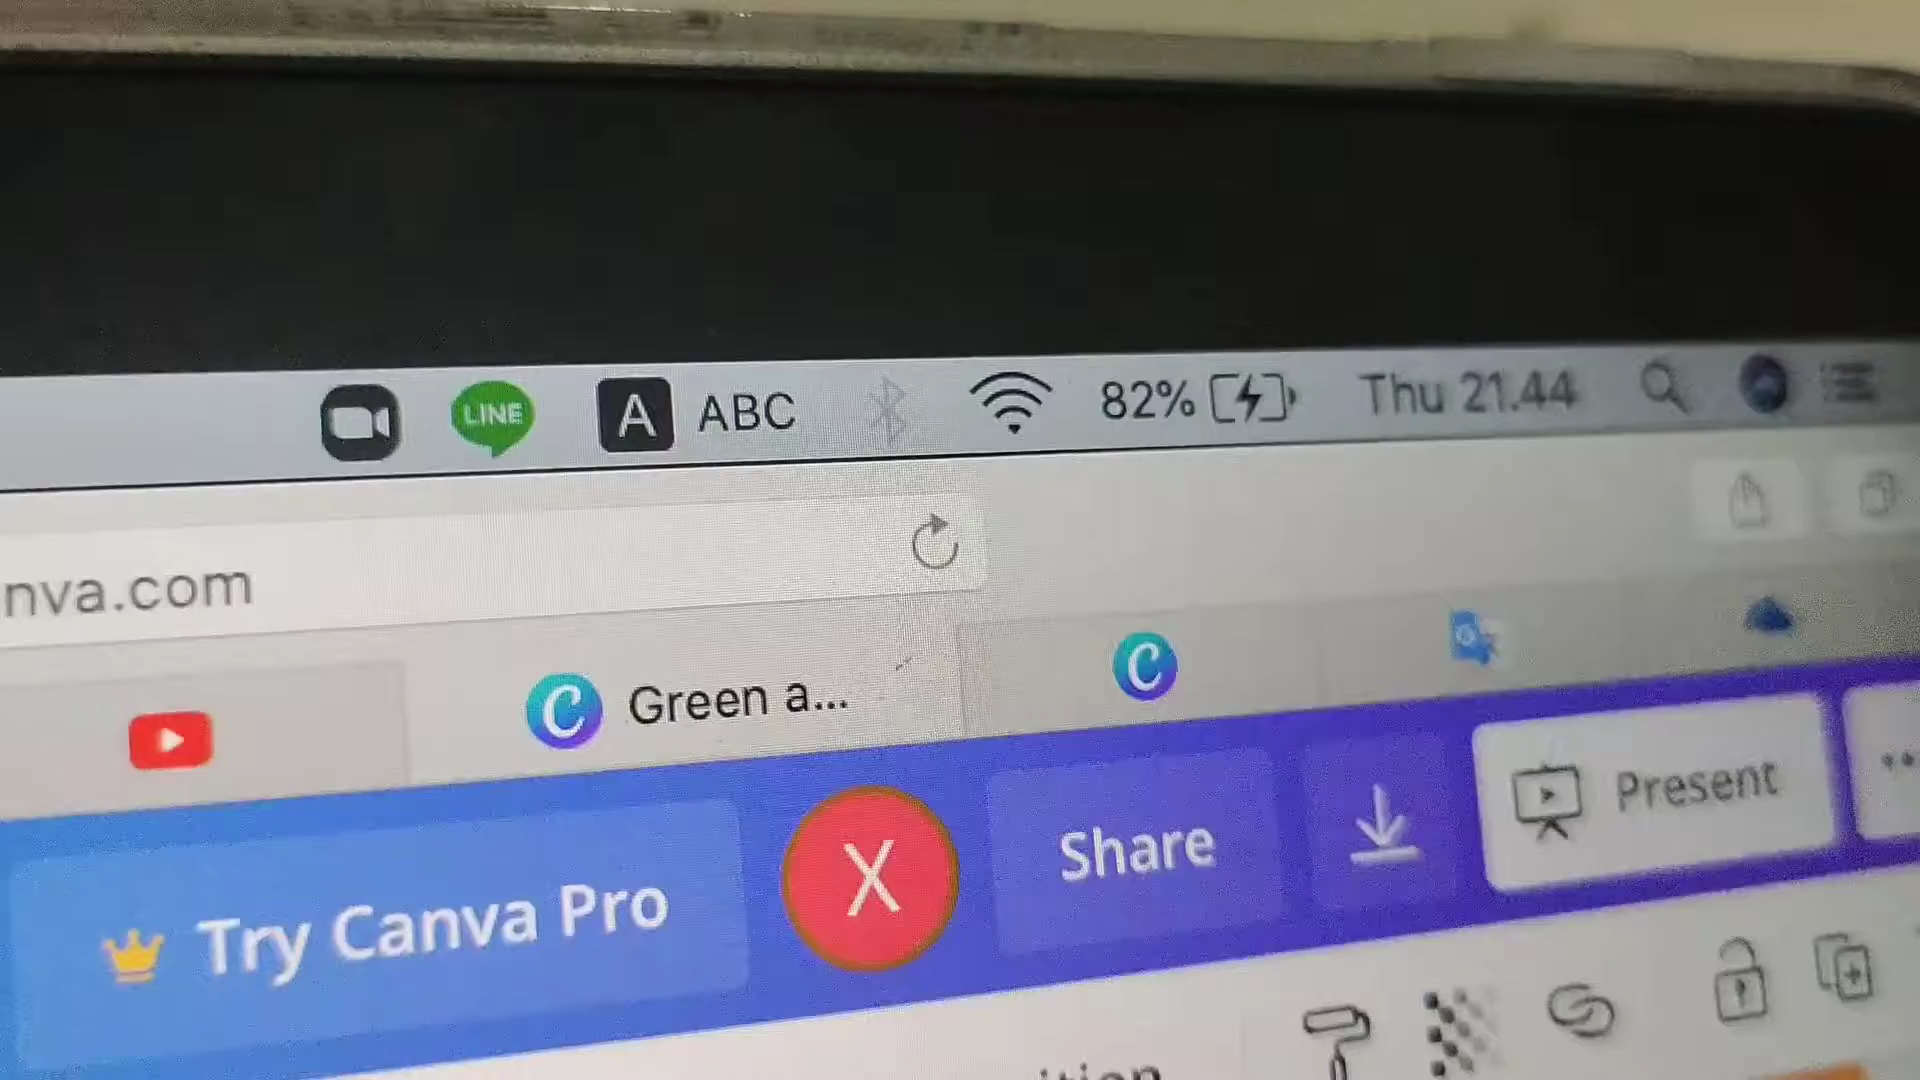 LINE A ABC 82% Thu 21.44
nva.com
Green a...
Try Canva Pro X Share Present